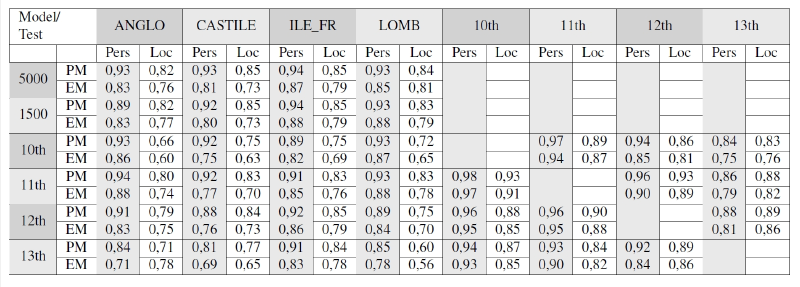 Model/ Test ANGLO CASTILE ILE_FR LOMB 10th 11th 12th 13th
Pers Loc Pers Loc Pers Loc Pers Loc Pers Loc Pers Loc Pers Loc Pers Loc
5000 PM 0,93 0,82 0,93 0,85 0,94 0,85 0,93 0,84
EM 0,83 0,76 0,81 0,73 0,87 0,79 0,85 0,81
1500 PM 0,89 0,82 0,92 0,85 0,94 0,85 0,93 0,83
EM 0,83 0,77 0,80 0,73 0,88 0,79 0,88 0,79
10th PM 0,93 0,66 0,92 0,75 0,89 0,75 0,93 0,72 0,97 0,89 0,94 0,86 0,84 0,83
EM 0,86 0,60 0,75 0,63 0,82 0,69 0,87 0,65 0,94 0,87 0,85 0,81 0,75 0,76
11th PM 0,94 0,80 0,92 0,83 0,91 0,83 0,93 0,83 0,98 0,93 0,96 0,93 0,86 0,88
EM 0,88 0,74 0,77 0,70 0,85 0,76 0,88 0,78 0,97 0,91 0,90 0,89 0,79 0,82
12th PM 0,91 0,79 0,88 0,84 0,92 0,85 0,89 0,75 0,96 0,88 0,96 0,90 0,88 0,89
EM 0,83 0,75 0,76 0,73 0,86 0,79 0,84 0,70 0,95 0,85 0,95 0,88 0,81 0,86
13th PM 0,84 0,71 0,81 0,77 0,91 0,84 0,85 0,60 0,94 0,87 0,93 0,84 0,92 0,89
EM 0,71 0,78 0,69 0,65 0,83 0,78 0,78 0,56 0,93 0,85 0,90 0,82 0,84 0,86